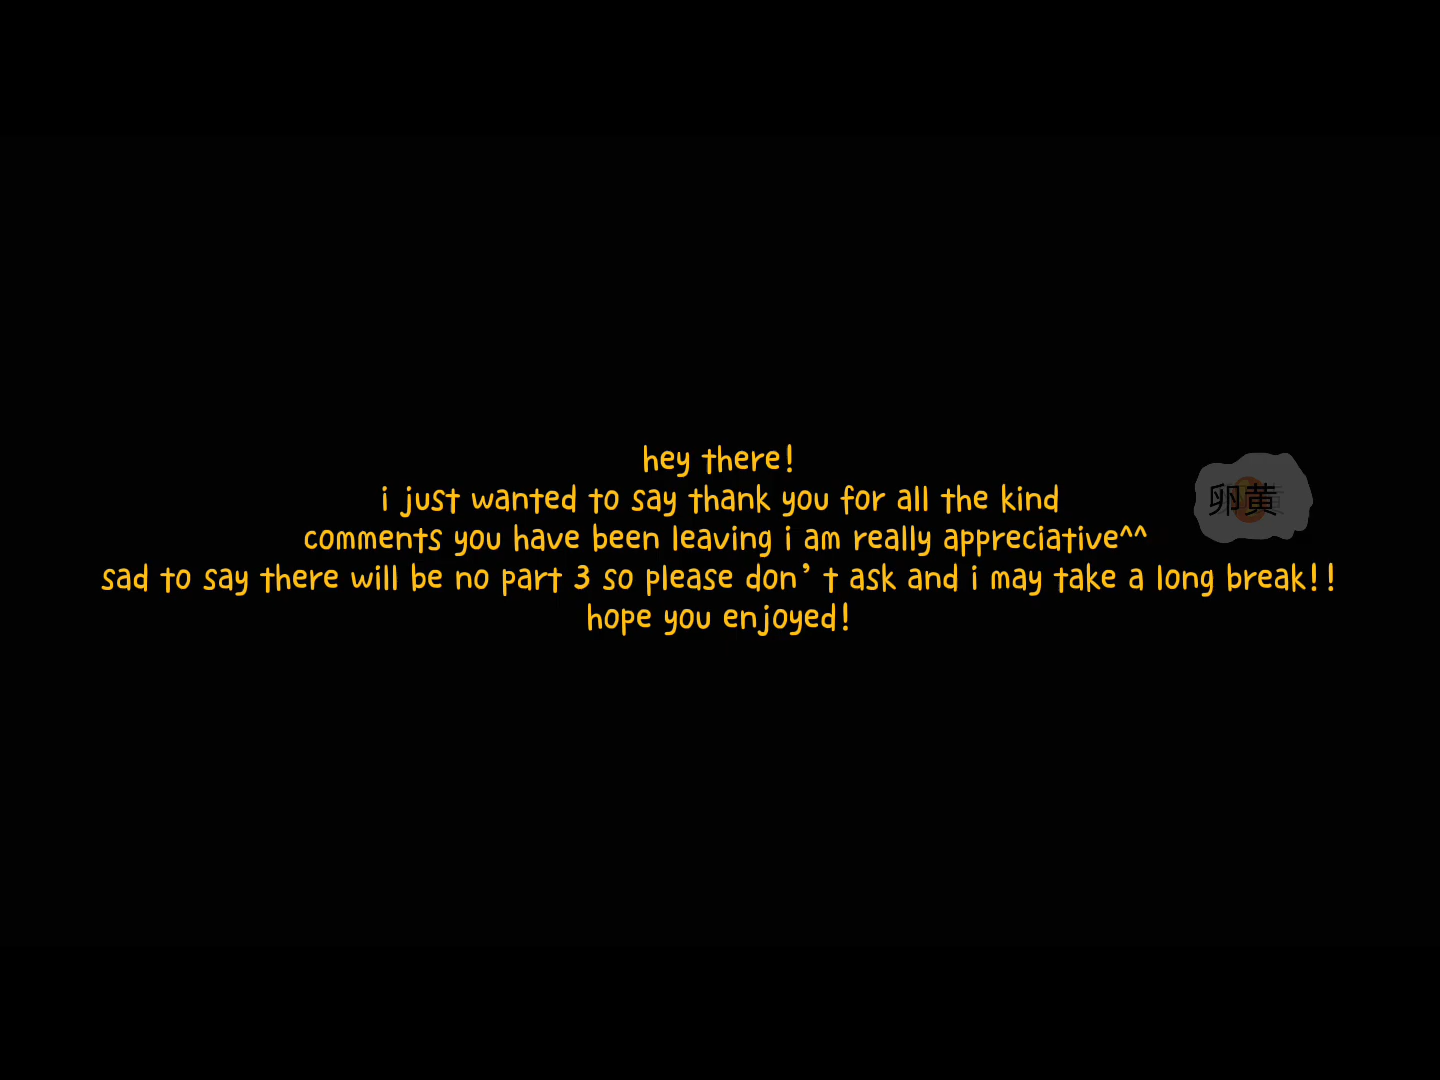 hey there!
i just wanted to say thank you for all the kind
comments you have been leaving i am really appreciative^^
sad to say there will be no part 3 so please don’t ask and i may take a long break!!
hope you enjoyed!
卵黄